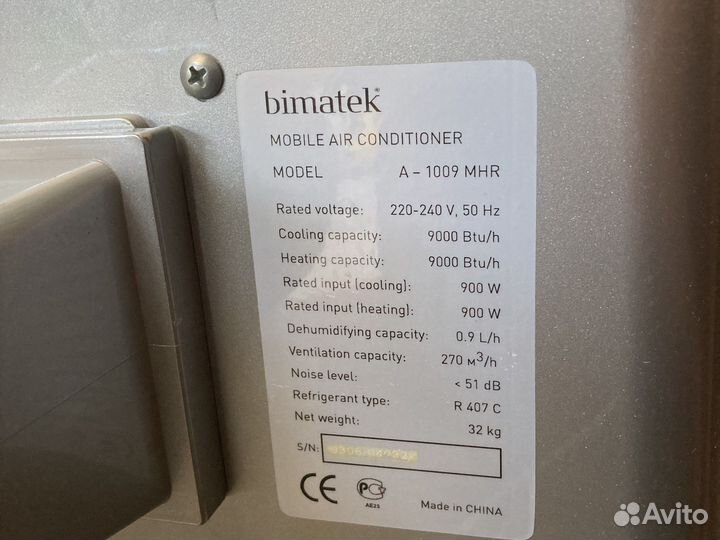 bimatek®
MOBILE AIR CONDITIONER
MODEL A – 1009 MHR
Rated voltage: 220-240 V, 50 Hz
Cooling capacity: 9000 Btu/h
Heating capacity: 9000 Btu/h
Rated input (cooling): 900 W
Rated input (heating): 900 W
Dehumidifying capacity: 0.9 L/h
Ventilation capacity: 270 м³/h
Noise level: < 51 dB
Refrigerant type: R 407 C
Net weight: 32 kg
S/N:
CE
АЕ25
Made in CHINA
Avito